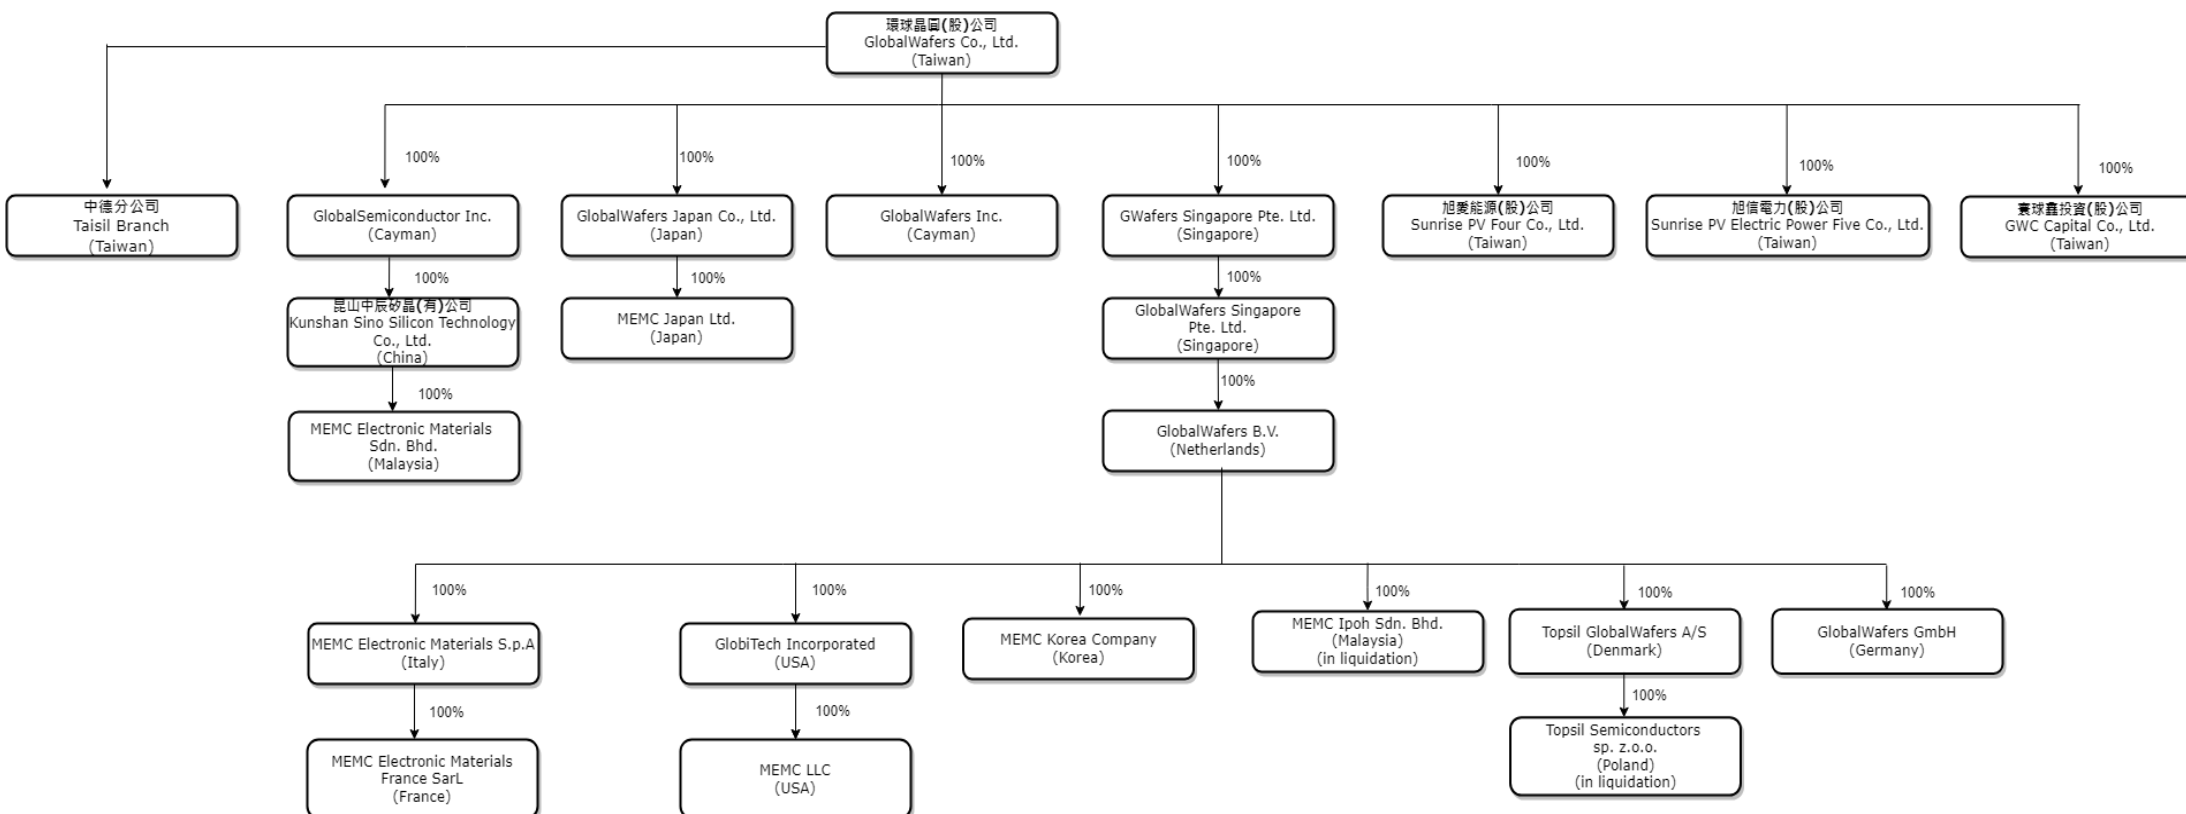 環球晶圓(股)公司
GlobalWafers Co., Ltd.
(Taiwan)
100%
100%
100%
100%
100%
100%
100%
中德分公司
Taisil Branch
(Taiwan)
GlobalSemiconductor Inc.
(Cayman)
GlobalWafers Japan Co., Ltd.
(Japan)
GlobalWafers Inc.
(Cayman)
GWafers Singapore Pte. Ltd.
(Singapore)
旭愛能源(股)公司
Sunrise PV Four Co., Ltd.
(Taiwan)
旭信電力(股)公司
Sunrise PV Electric Power Five Co., Ltd.
(Taiwan)
寰球鑫投資(股)公司
GWC Capital Co., Ltd.
(Taiwan)
100%
100%
100%
昆山中辰矽晶(有)公司
Kunshan Sino Silicon Technology
Co., Ltd.
(China)
MEMC Japan Ltd.
(Japan)
GlobalWafers Singapore
Pte. Ltd.
(Singapore)
100%
100%
MEMC Electronic Materials
Sdn. Bhd.
(Malaysia)
GlobalWafers B.V.
(Netherlands)
100%
100%
100%
100%
100%
100%
MEMC Electronic Materials S.p.A
(Italy)
GlobiTech Incorporated
(USA)
MEMC Korea Company
(Korea)
MEMC Ipoh Sdn. Bhd.
(Malaysia)
(in liquidation)
Topsil GlobalWafers A/S
(Denmark)
GlobalWafers GmbH
(Germany)
100%
100%
100%
MEMC Electronic Materials
France SarL
(France)
MEMC LLC
(USA)
Topsil Semiconductors
sp. z.o.o.
(Poland)
(in liquidation)